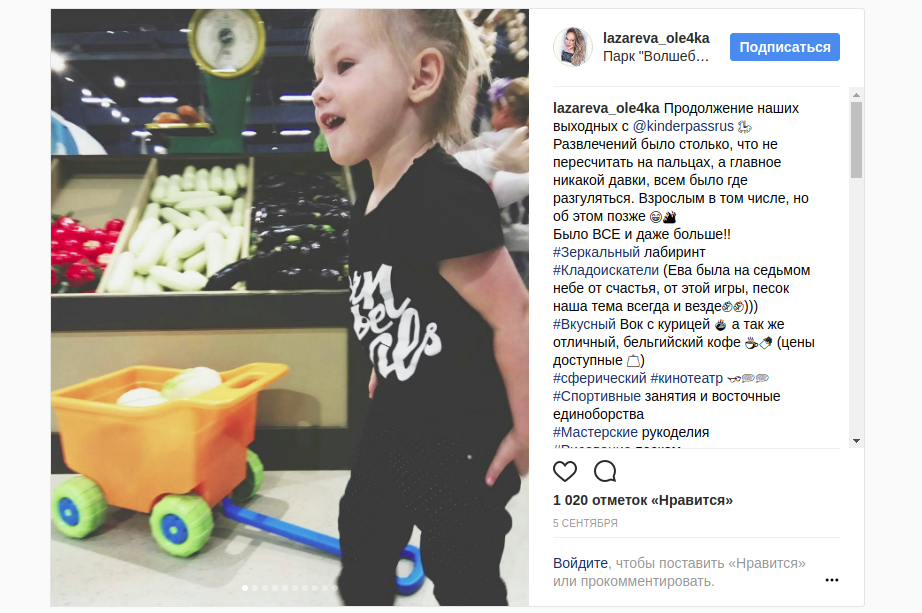 lazareva_ole4ka
Парк "Волшеб…
Подписаться
lazareva_ole4ka Продолжение наших
выходных с @kinderpassrus
Развлечений было столько, что не
пересчитать на пальцах, а главное
никакой давки, всем было где
разгуляться. Взрослым в том числе, но
об этом позже
Было ВСЕ и даже больше!!
#Зеркальный лабиринт
#Кладоискатели (Ева была на седьмом
небе от счастья, от этой игры, песок
наша тема всегда и везде✊✊)))
#Вкусный Вок с курицей а так же
отличный, бельгийский кофе ☕ (цены
доступные )
#сферический #кинотеатр
#Спортивные занятия и восточные
единоборства
#Мастерские рукоделия
1 020 отметок «Нравится»
5 СЕНТЯБРЯ
Войдите, чтобы поставить «Нравится»
или прокомментировать.